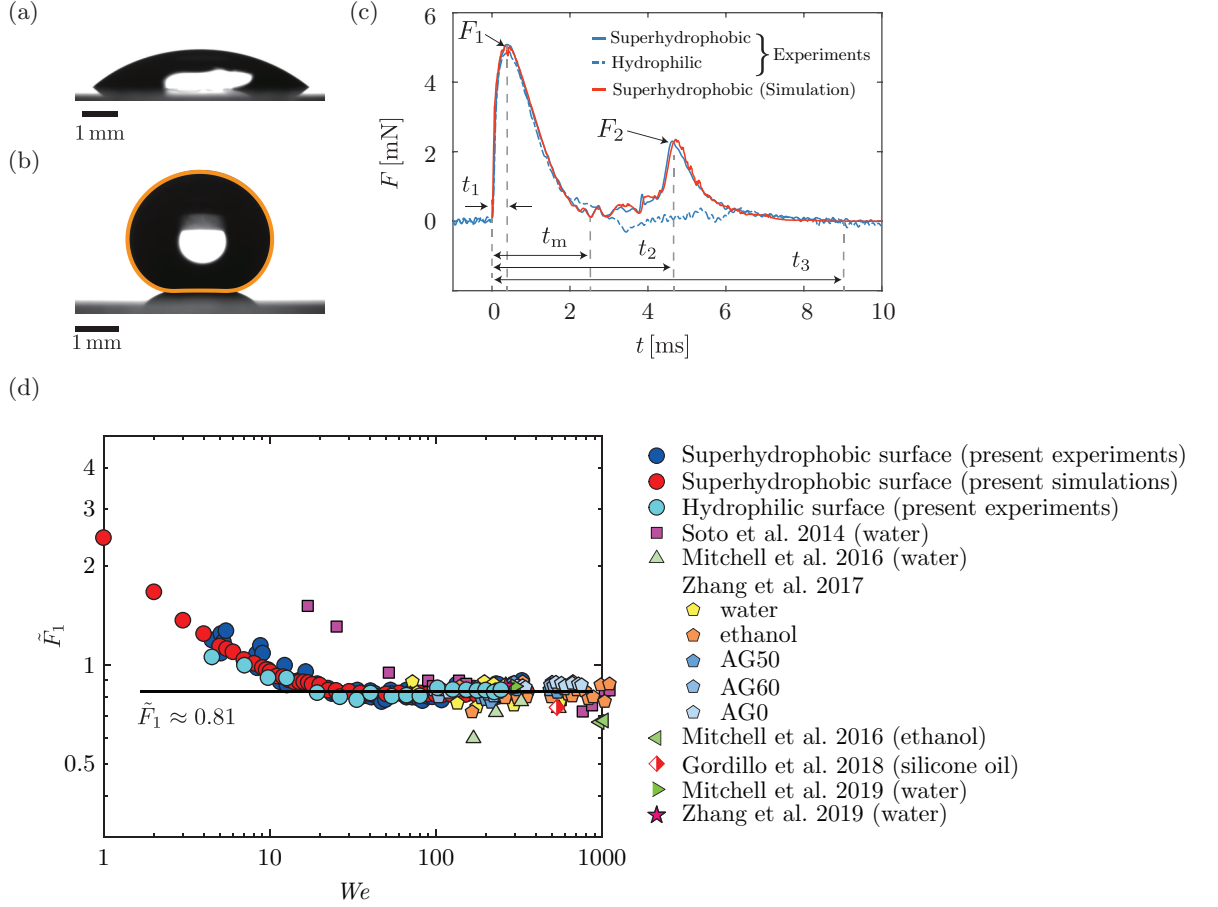 (a)
1 mm
(b)
1 mm
(c)
F₁
Superhydrophobic
Hydrophilic
Experiments
Superhydrophobic (Simulation)
F₂
t₁
tₘ
t₂
t₃
F [mN]
6
4
2
0
0 2 4 6 8 10
t [ms]
(d)
F̃₁
4
3
2
1
0.5
F̃₁ ≈ 0.81
1 10 100 1000
We
Superhydrophobic surface (present experiments)
Superhydrophobic surface (present simulations)
Hydrophilic surface (present experiments)
Soto et al. 2014 (water)
Mitchell et al. 2016 (water)
Zhang et al. 2017
water
ethanol
AG50
AG60
AG0
Mitchell et al. 2016 (ethanol)
Gordillo et al. 2018 (silicone oil)
Mitchell et al. 2019 (water)
Zhang et al. 2019 (water)